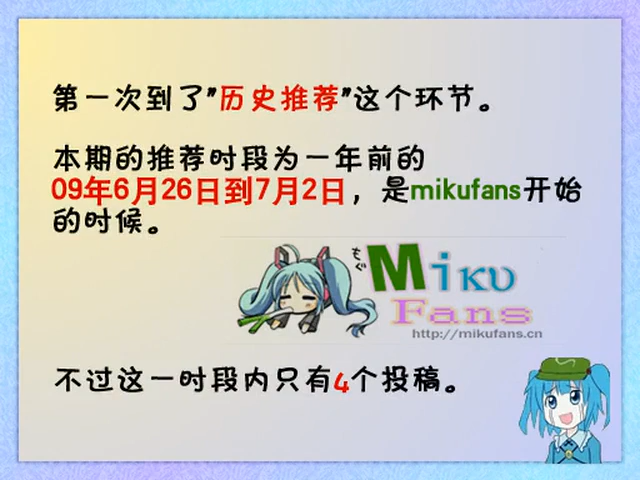 第一次到了"历史推荐"这个环节。
本期的推荐时段为一年前的
09年6月26日到7月2日，是mikufans开始
的时候。
もぐ
Miku
Fans
http://mikufans.cn
不过这一时段内只有4个投稿。